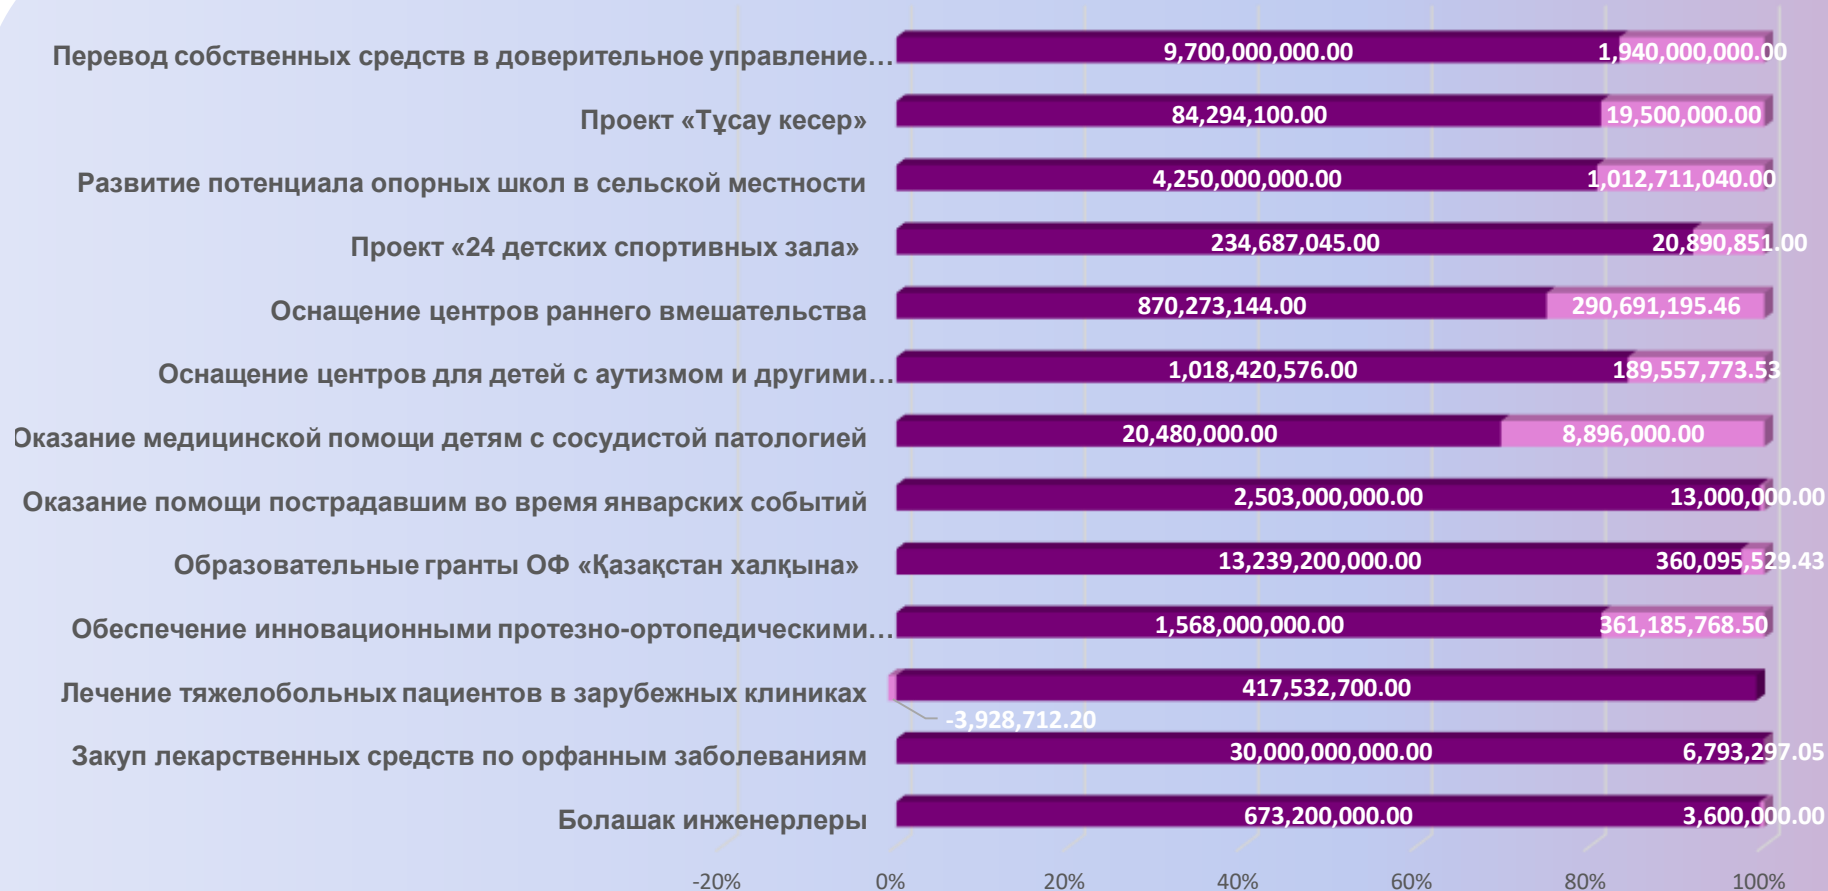 Перевод собственных средств в доверительное управление… 9,700,000,000.00 1,940,000,000.00
Проект «Тұсау кесер» 84,294,100.00 19,500,000.00
Развитие потенциала опорных школ в сельской местности 4,250,000,000.00 1,012,711,040.00
Проект «24 детских спортивных зала» 234,687,045.00 20,890,851.00
Оснащение центров раннего вмешательства 870,273,144.00 290,691,195.46
Оснащение центров для детей с аутизмом и другими… 1,018,420,576.00 189,557,773.53
Оказание медицинской помощи детям с сосудистой патологией 20,480,000.00 8,896,000.00
Оказание помощи пострадавшим во время январских событий 2,503,000,000.00 13,000,000.00
Образовательные гранты ОФ «Қазақстан халқына» 13,239,200,000.00 360,095,529.43
Обеспечение инновационными протезно-ортопедическими… 1,568,000,000.00 361,185,768.50
Лечение тяжелобольных пациентов в зарубежных клиниках 417,532,700.00
-3,928,712.20
Закуп лекарственных средств по орфанным заболеваниям 30,000,000,000.00 6,793,297.05
Болашак инженерлеры 673,200,000.00 3,600,000.00
-20% 0% 20% 40% 60% 80% 100%